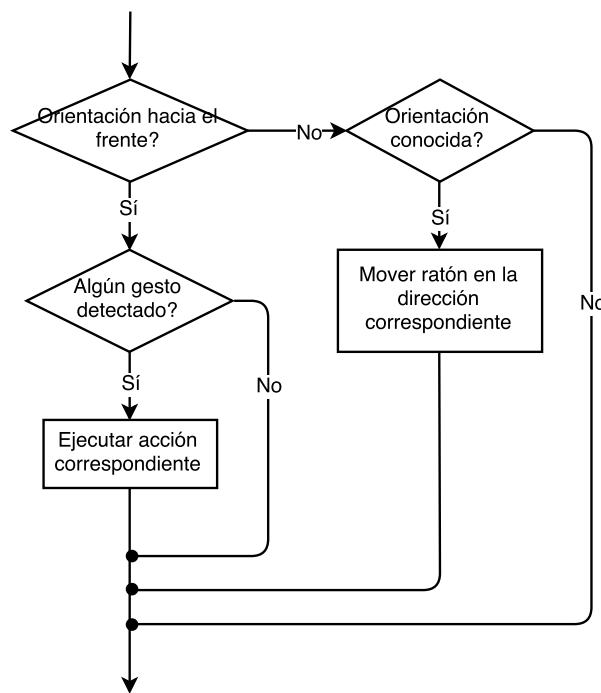 Orientación hacia el
frente?
No
Orientación
conocida?
Sí
Sí
Algún gesto
detectado?
Mover ratón en la
dirección
correspondiente
No
Sí
No
Ejecutar acción
correspondiente